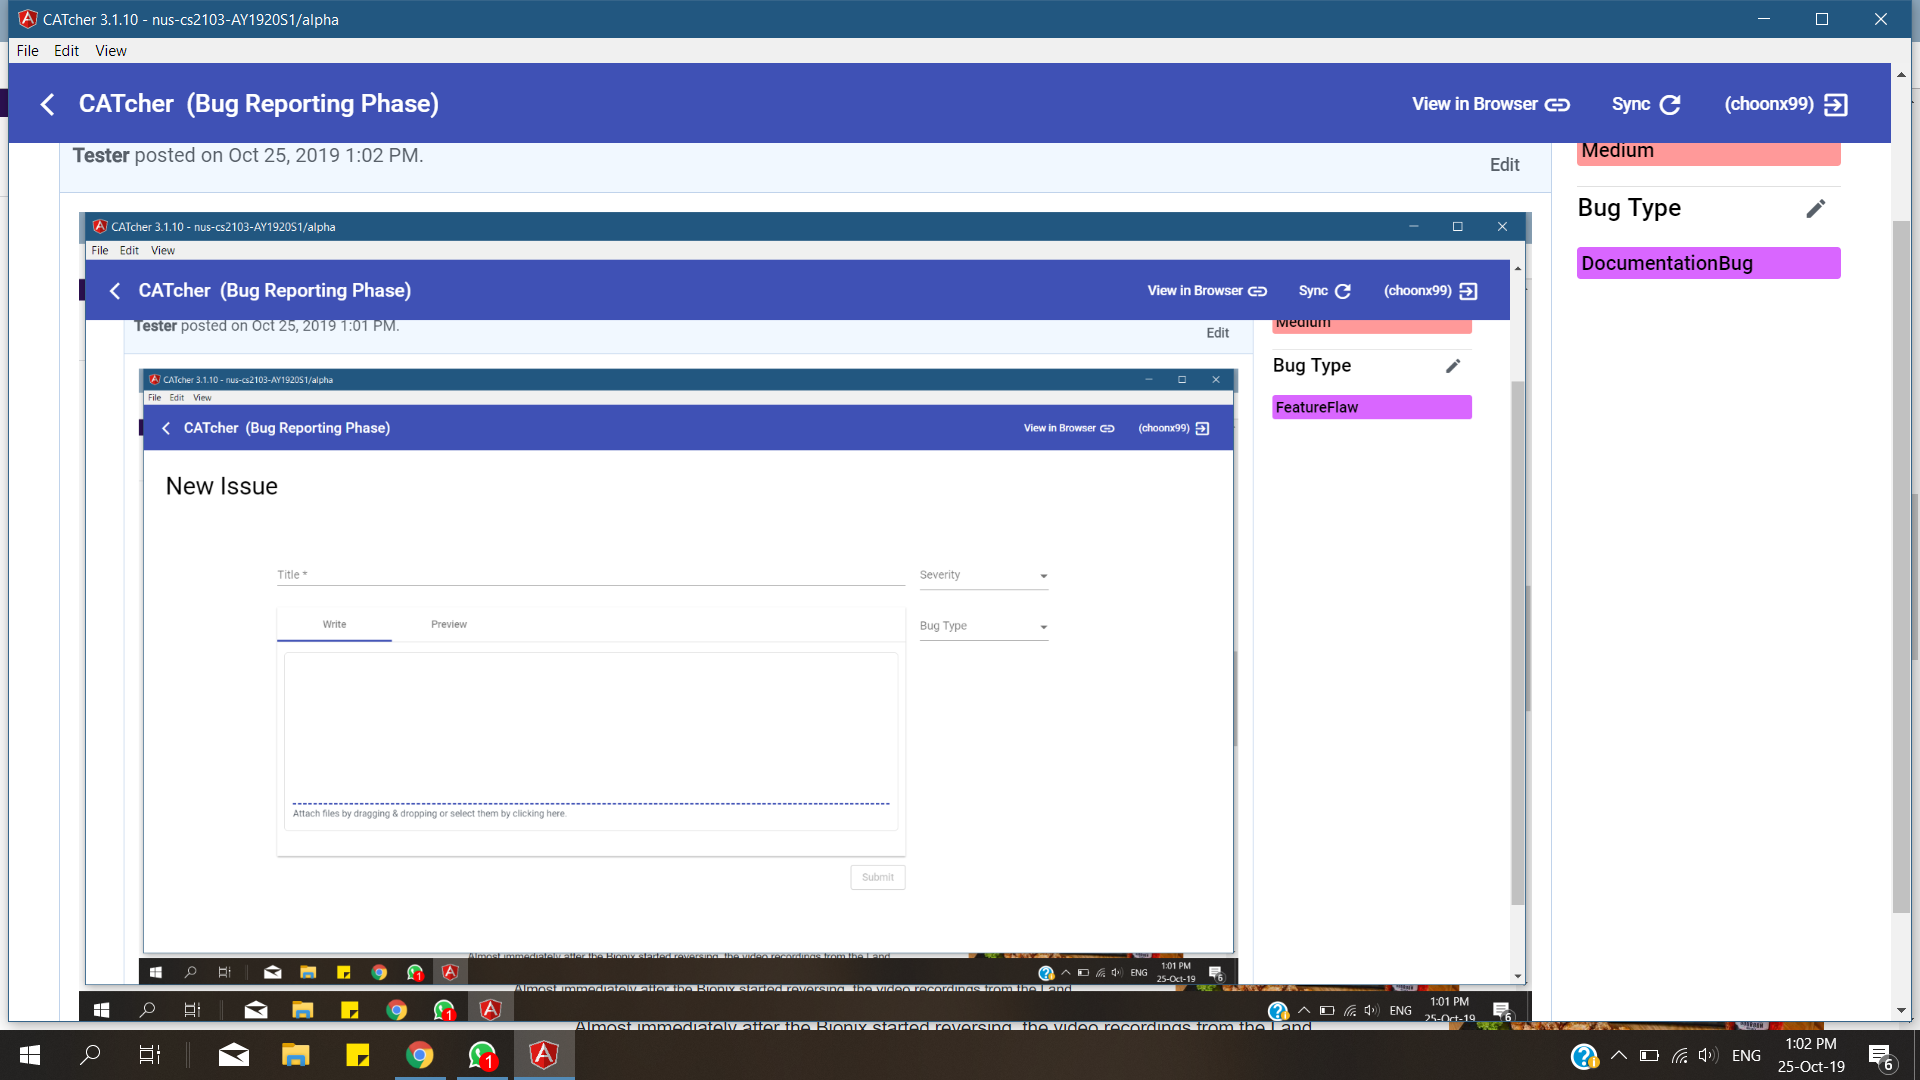 CATcher 3.1.10 - nus-cs2103-AY1920S1/alpha
File Edit View
CATcher (Bug Reporting Phase)
View in Browser Sync (choonx99)
Tester posted on Oct 25, 2019 1:02 PM.
Edit
Medium
Bug Type
DocumentationBug
CATcher 3.1.10 - nus-cs2103-AY1920S1/alpha
File Edit View
CATcher (Bug Reporting Phase)
View in Browser Sync (choonx99)
Tester posted on Oct 25, 2019 1:01 PM.
Edit
Medium
Bug Type
FeatureFlaw
CATcher 3.1.10 - nus-cs2103-AY1920S1/alpha
File Edit View
CATcher (Bug Reporting Phase)
View in Browser (choonx99)
New Issue
Title *
Severity
Write Preview
Bug Type
Attach files by dragging & dropping or select them by clicking here.
Submit
Almost immediately after the Bionix started reversing, the video recordings from the Land
1
ENG
1:01 PM
25-Oct-19
6
Almost immediately after the Bionix started reversing, the video recordings from the Land
1
ENG
1:01 PM
25-Oct-19
6
Almost immediately after the Bionix started reversing, the video recordings from the Land
1
ENG
1:02 PM
25-Oct-19
6